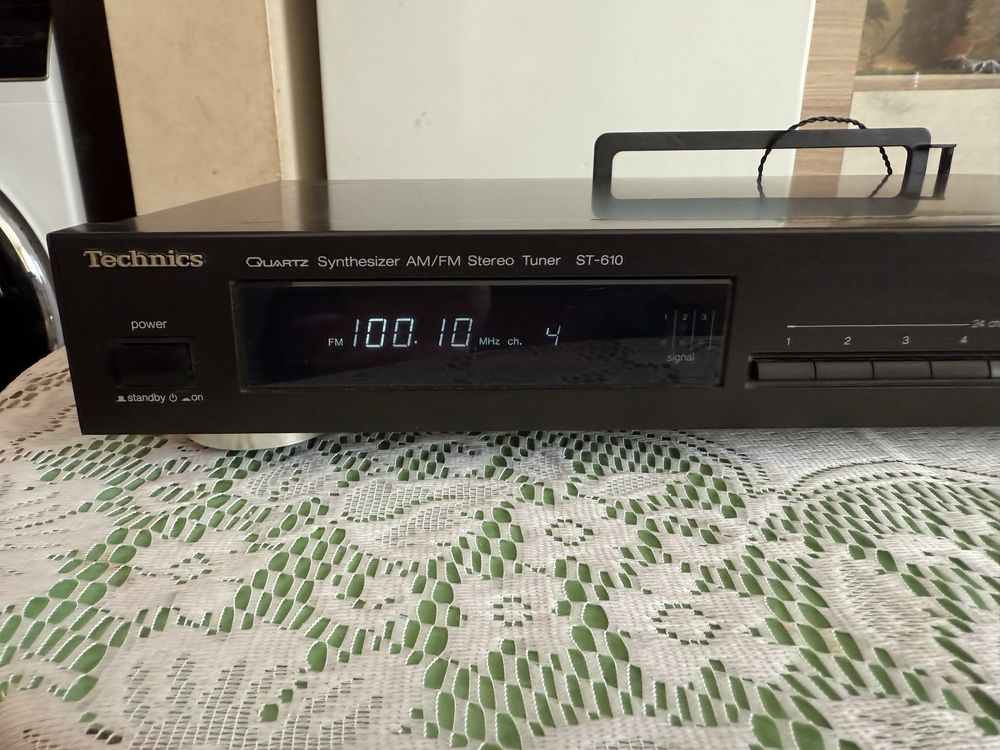 Technics
QUARTZ Synthesizer AM/FM Stereo Tuner ST-610
power
standby on
FM 100.10 MHz ch. 4
1 2 3
signal
24
1 2 3 4